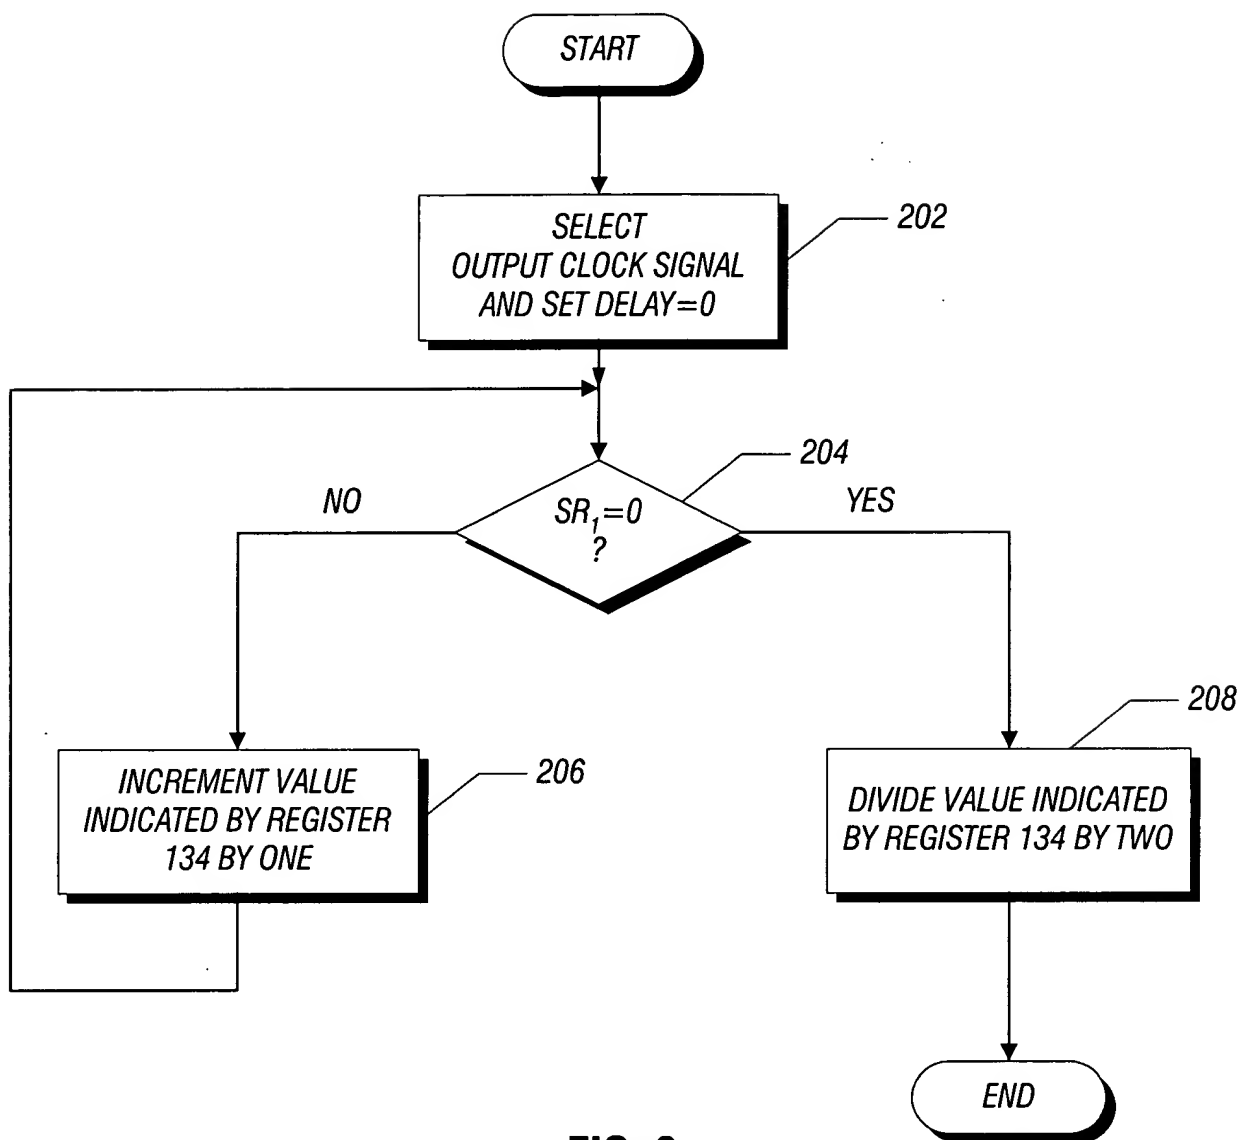 START
SELECT
OUTPUT CLOCK SIGNAL
AND SET DELAY=0
202
204
NO
SR₁=0
?
YES
208
206
INCREMENT VALUE
INDICATED BY REGISTER
134 BY ONE
DIVIDE VALUE INDICATED
BY REGISTER 134 BY TWO
END